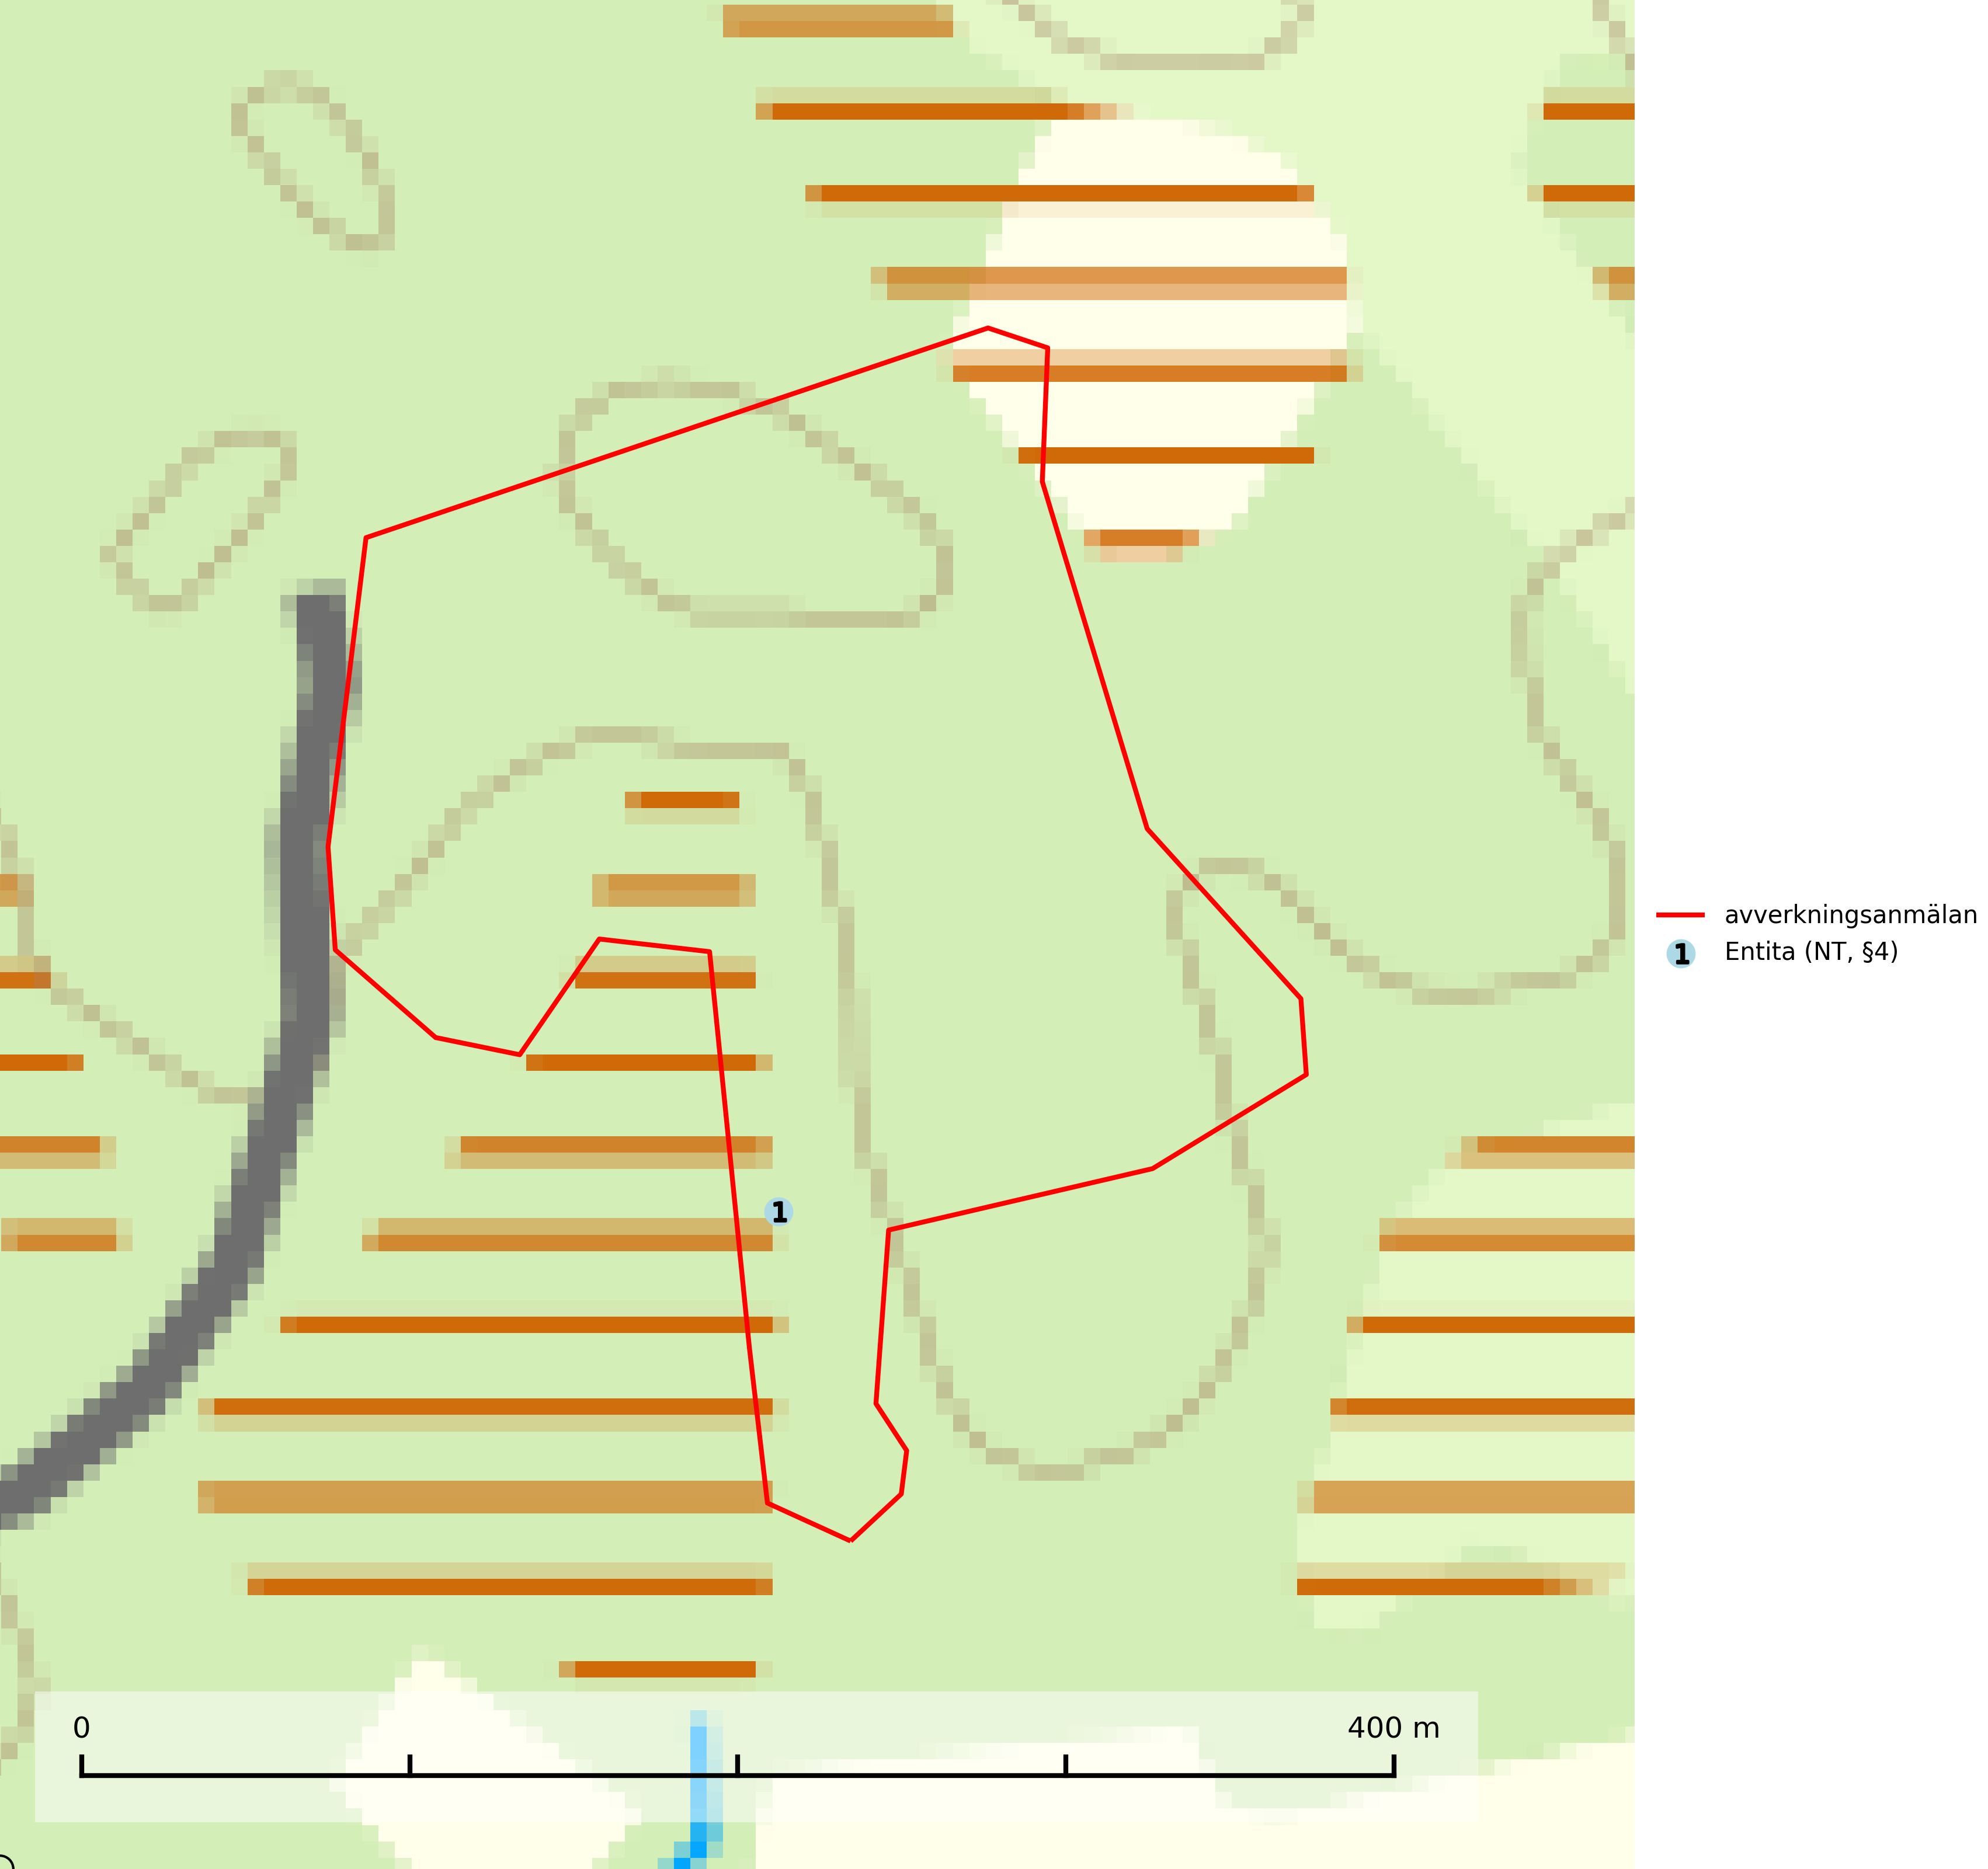 avverkningsanmälan
1 Entita (NT, §4)
1
0 400 m